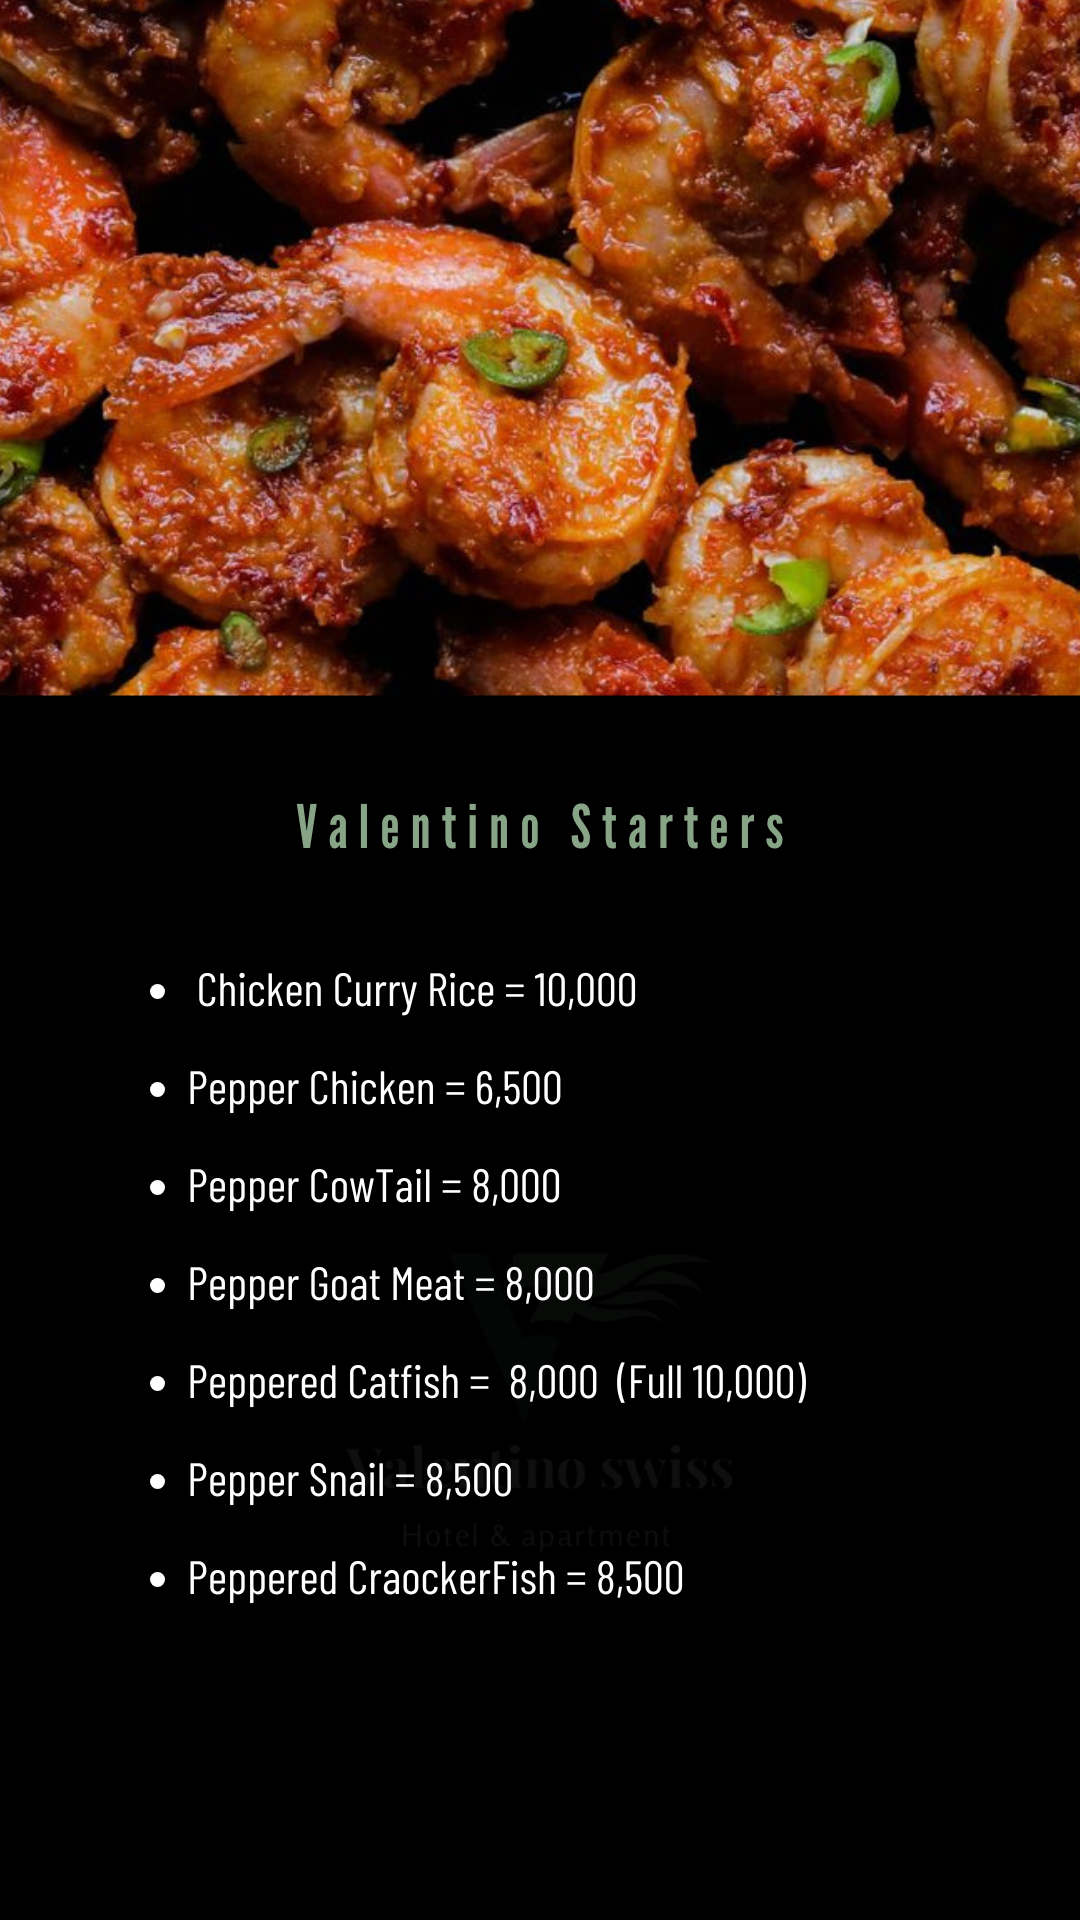 Valentino Starters
Chicken Curry Rice = 10,000
Pepper Chicken = 6,500
Pepper CowTail = 8,000
Pepper Goat Meat = 8,000
Peppered Catfish = 8,000 (Full 10,000)
Valentino swiss
Pepper Snail = 8,500
Hotel & apartment
Peppered CraockerFish = 8,500